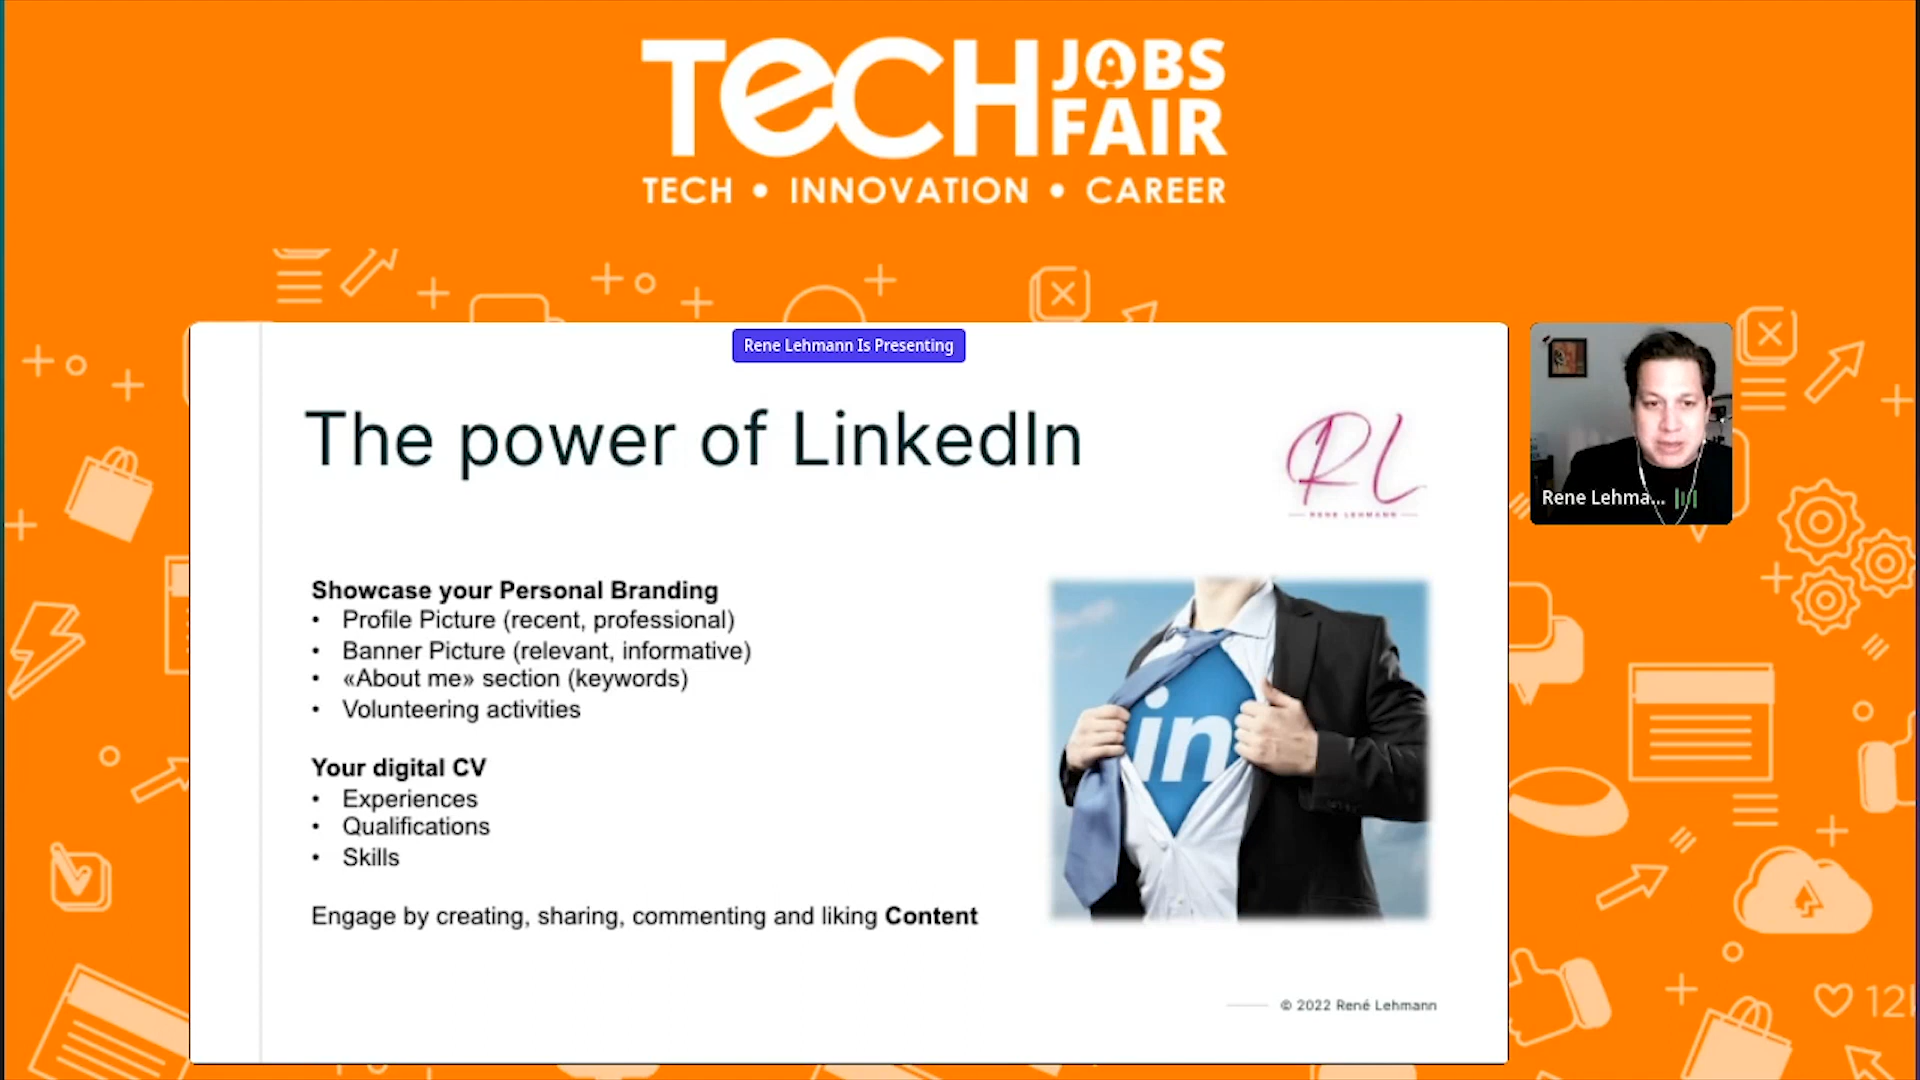 TECH JOBS FAIR
TECH • INNOVATION • CAREER
Rene Lehmann Is Presenting
The power of LinkedIn
RL
RENE LEHMANN
Rene Lehma...
Showcase your Personal Branding
• Profile Picture (recent, professional)
• Banner Picture (relevant, informative)
• «About me» section (keywords)
• Volunteering activities
in
Your digital CV
• Experiences
• Qualifications
• Skills
Engage by creating, sharing, commenting and liking Content
© 2022 René Lehmann